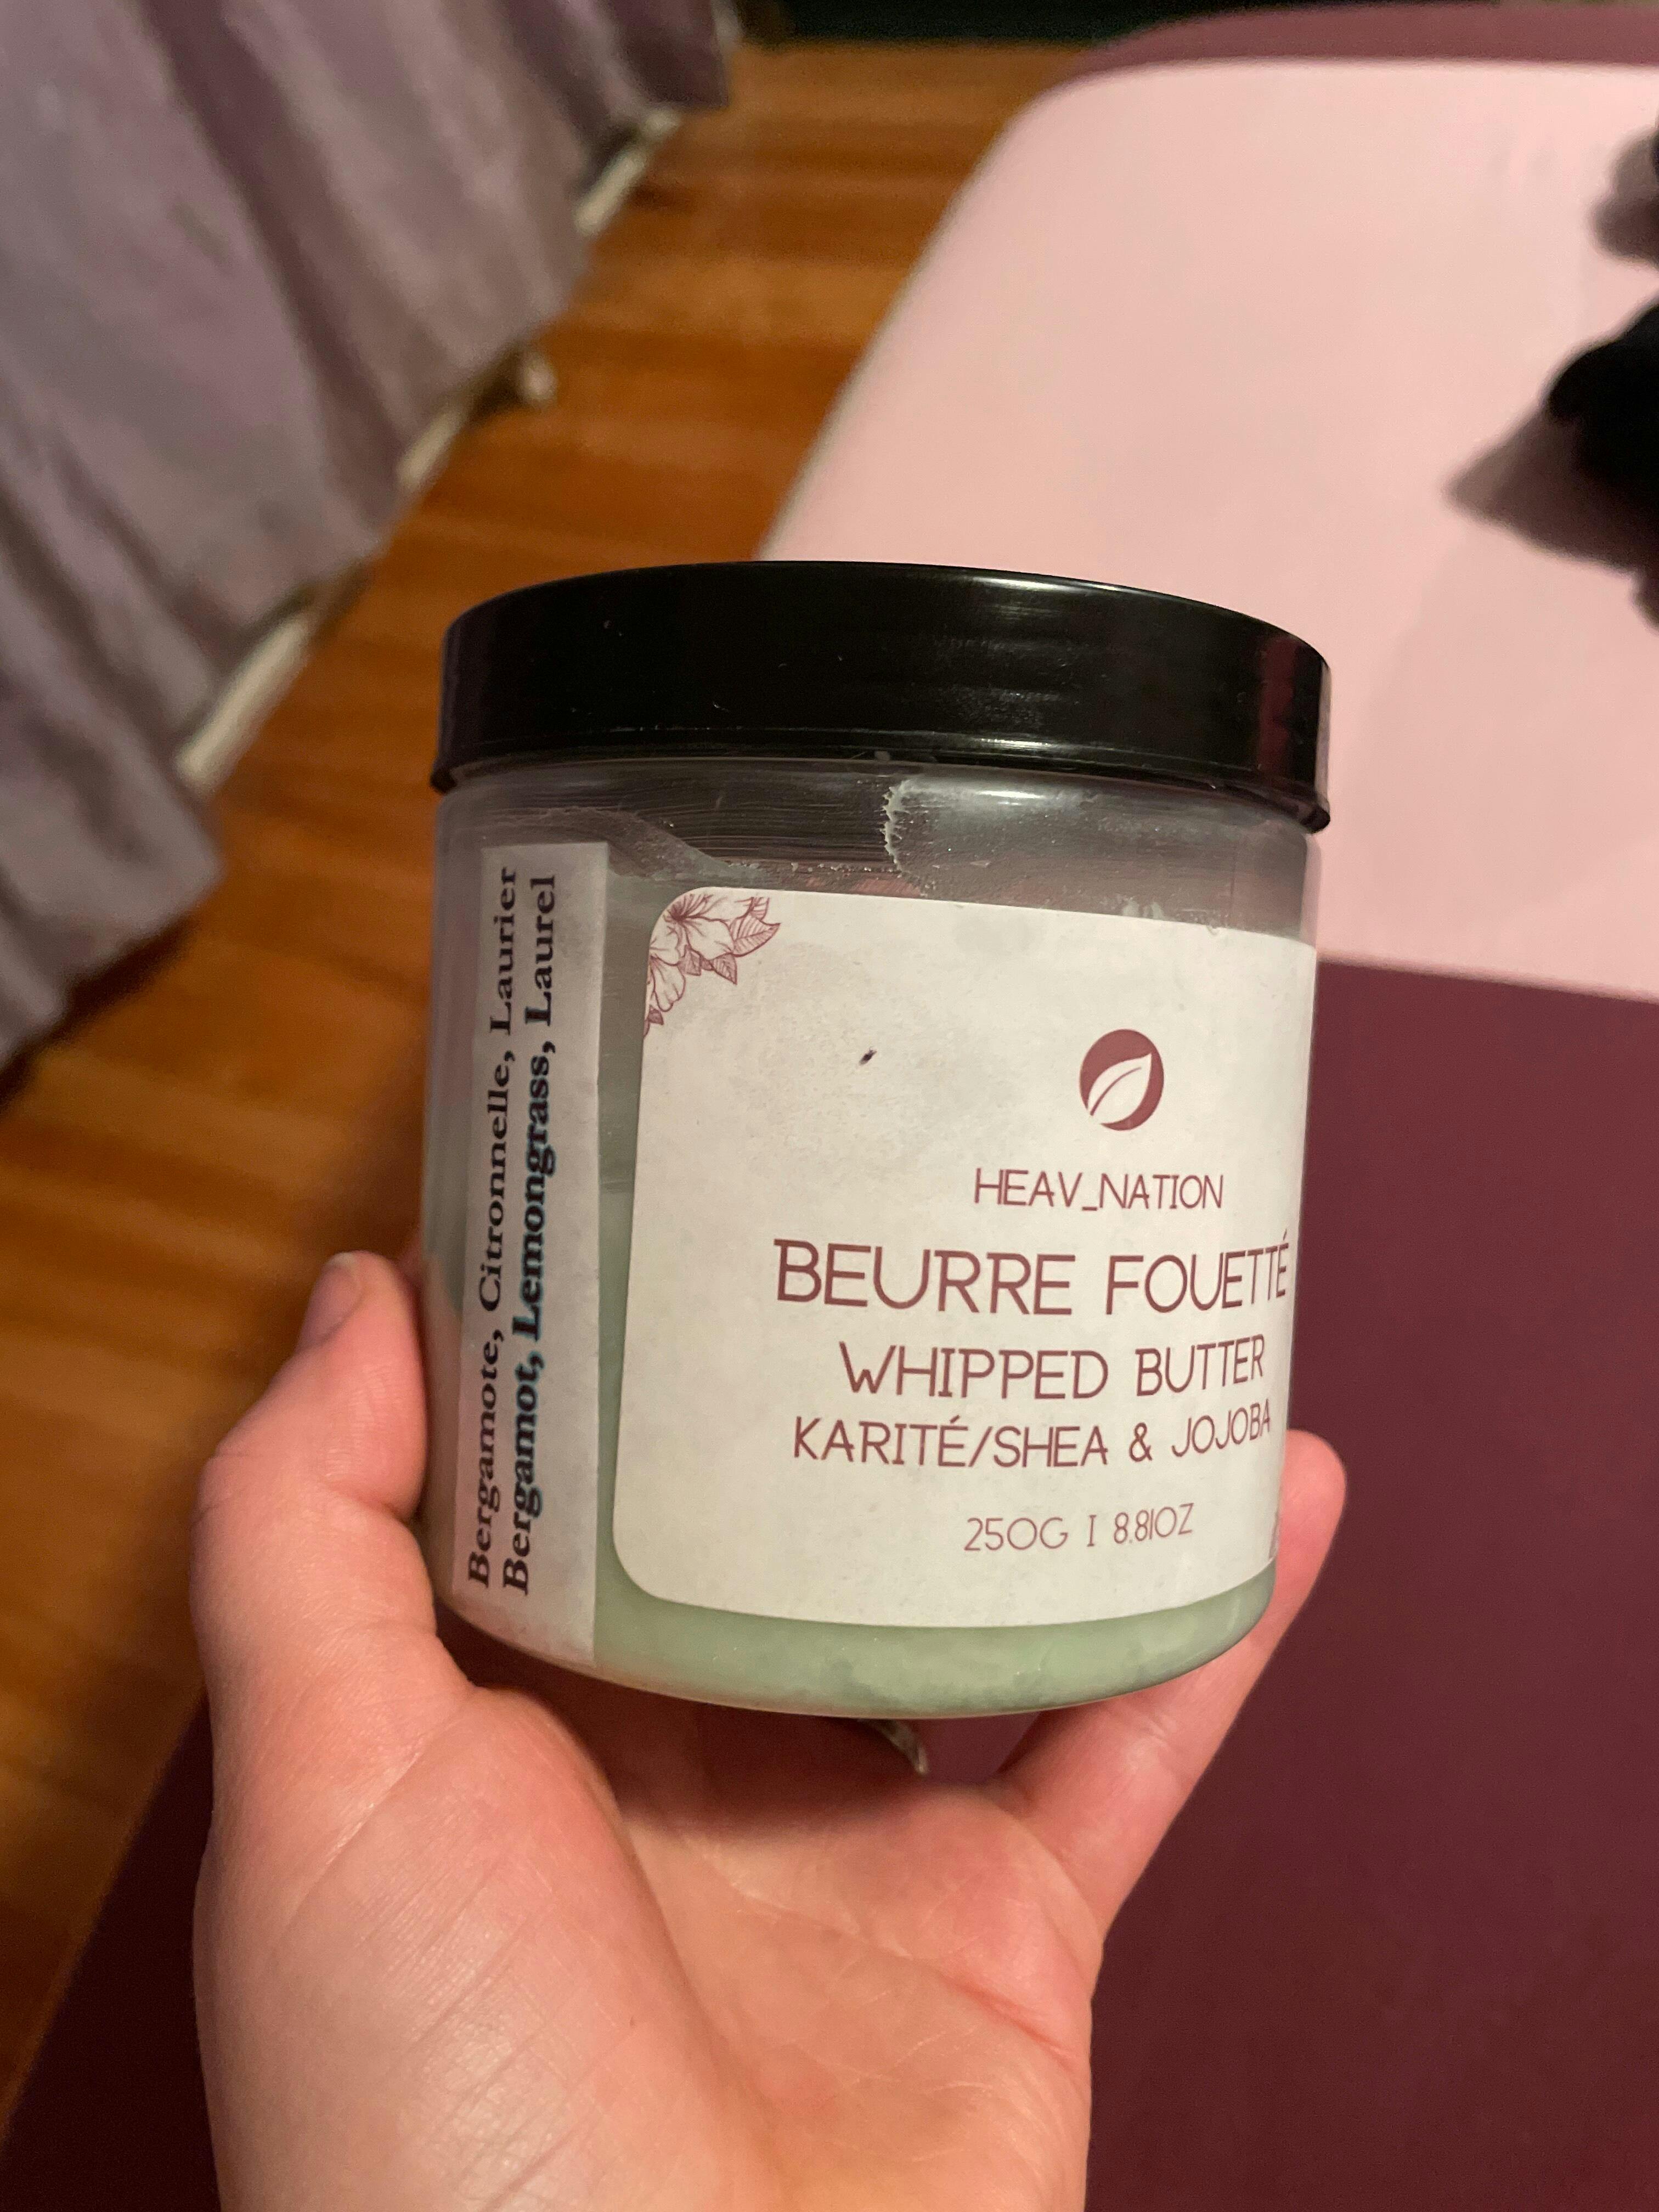 Bergamote, Citronnelle, Laurier
Bergamot, Lemongrass, Laurel
HEAV_NATION
BEURRE FOUETTÉ
WHIPPED BUTTER
KARITÉ/SHEA & JOJOBA
250G I 8.81OZ